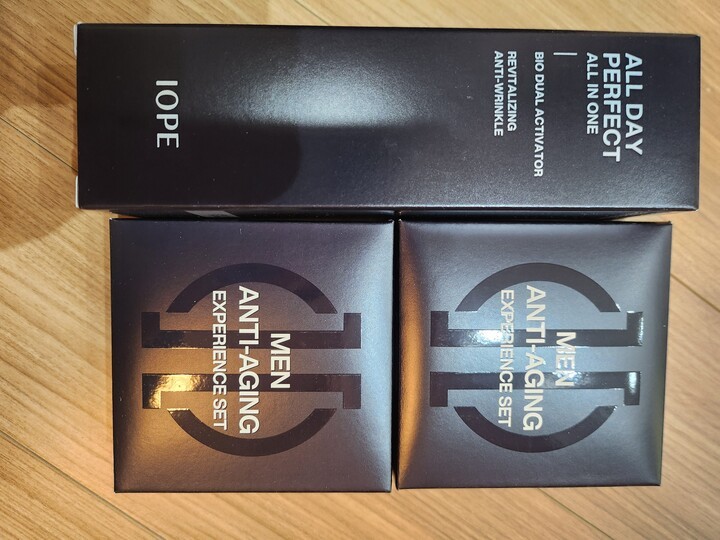 ALL DAY
PERFECT
ALL IN ONE
BIO DUAL ACTIVATOR
REVITALIZING
ANTI-WRINKLE
IOPE
MEN
ANTI-AGING
EXPERIENCE SET
MEN
ANTI-AGING
EXPERIENCE SET